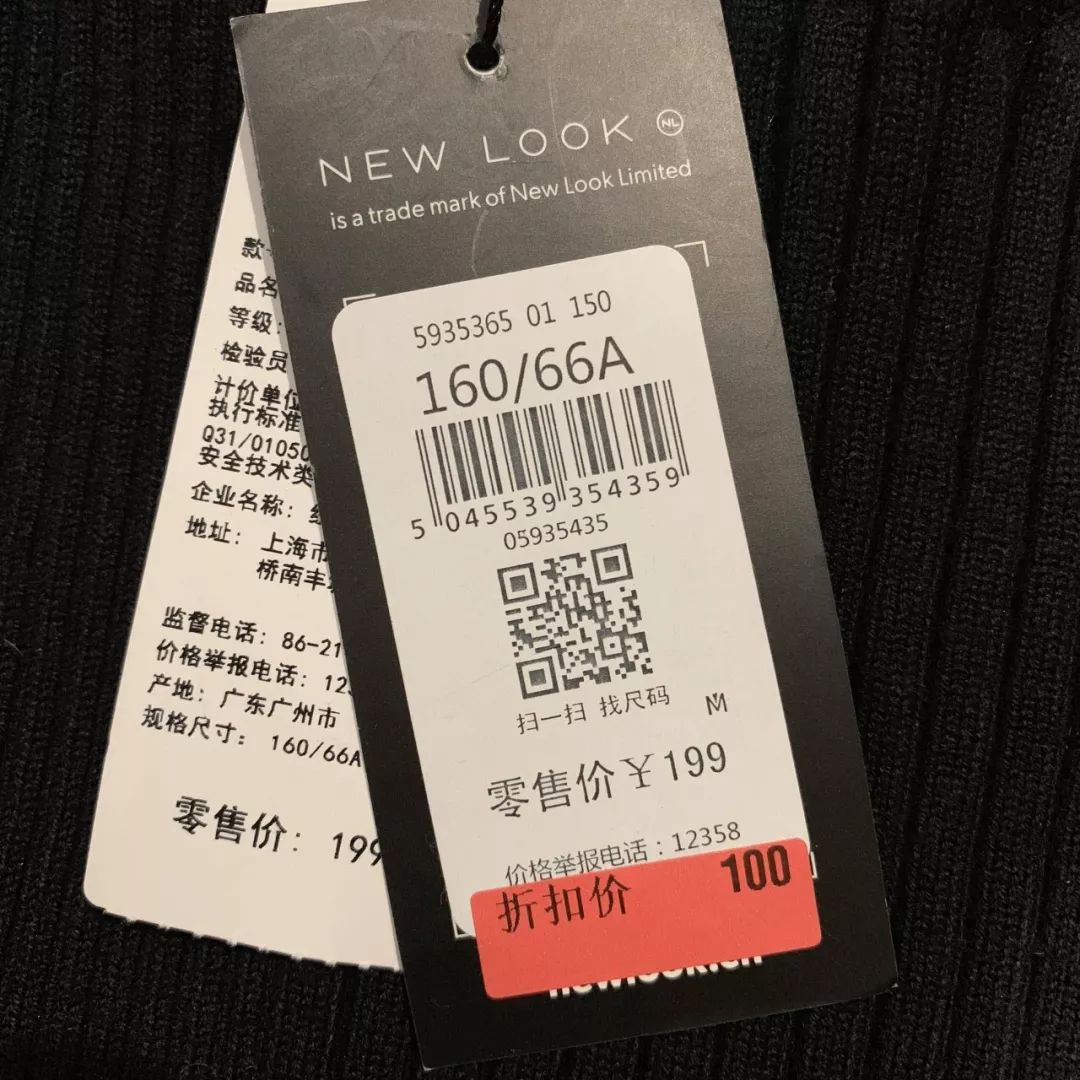 NEW LOOK NL
is a trade mark of New Look Limited
5935365 01 150
160/66A
5 045539 354359
05935435
扫一扫 找尺码
M
零售价￥199
价格举报电话:12358
折扣价 100
款
品名
等级:
检验员
计价单位
执行标准
Q31/01050
安全技术类
企业名称:
地址: 上海市
桥南丰
监督电话: 86-21
价格举报电话: 12
产地: 广东广州市
规格尺寸: 160/66A
零售价: 199